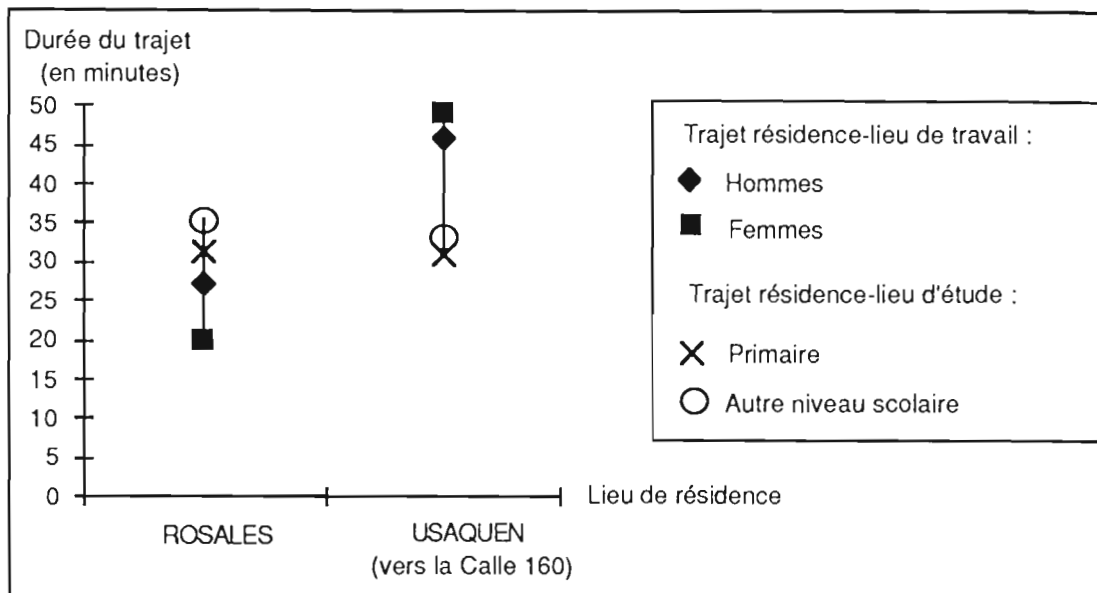 Durée du trajet
(en minutes)
50
45
40
35
30
25
20
15
10
5
0
ROSALES
USAQUEN
(vers la Calle 160)
Lieu de résidence
Trajet résidence-lieu de travail :
Hommes
Femmes
Trajet résidence-lieu d'étude :
Primaire
Autre niveau scolaire